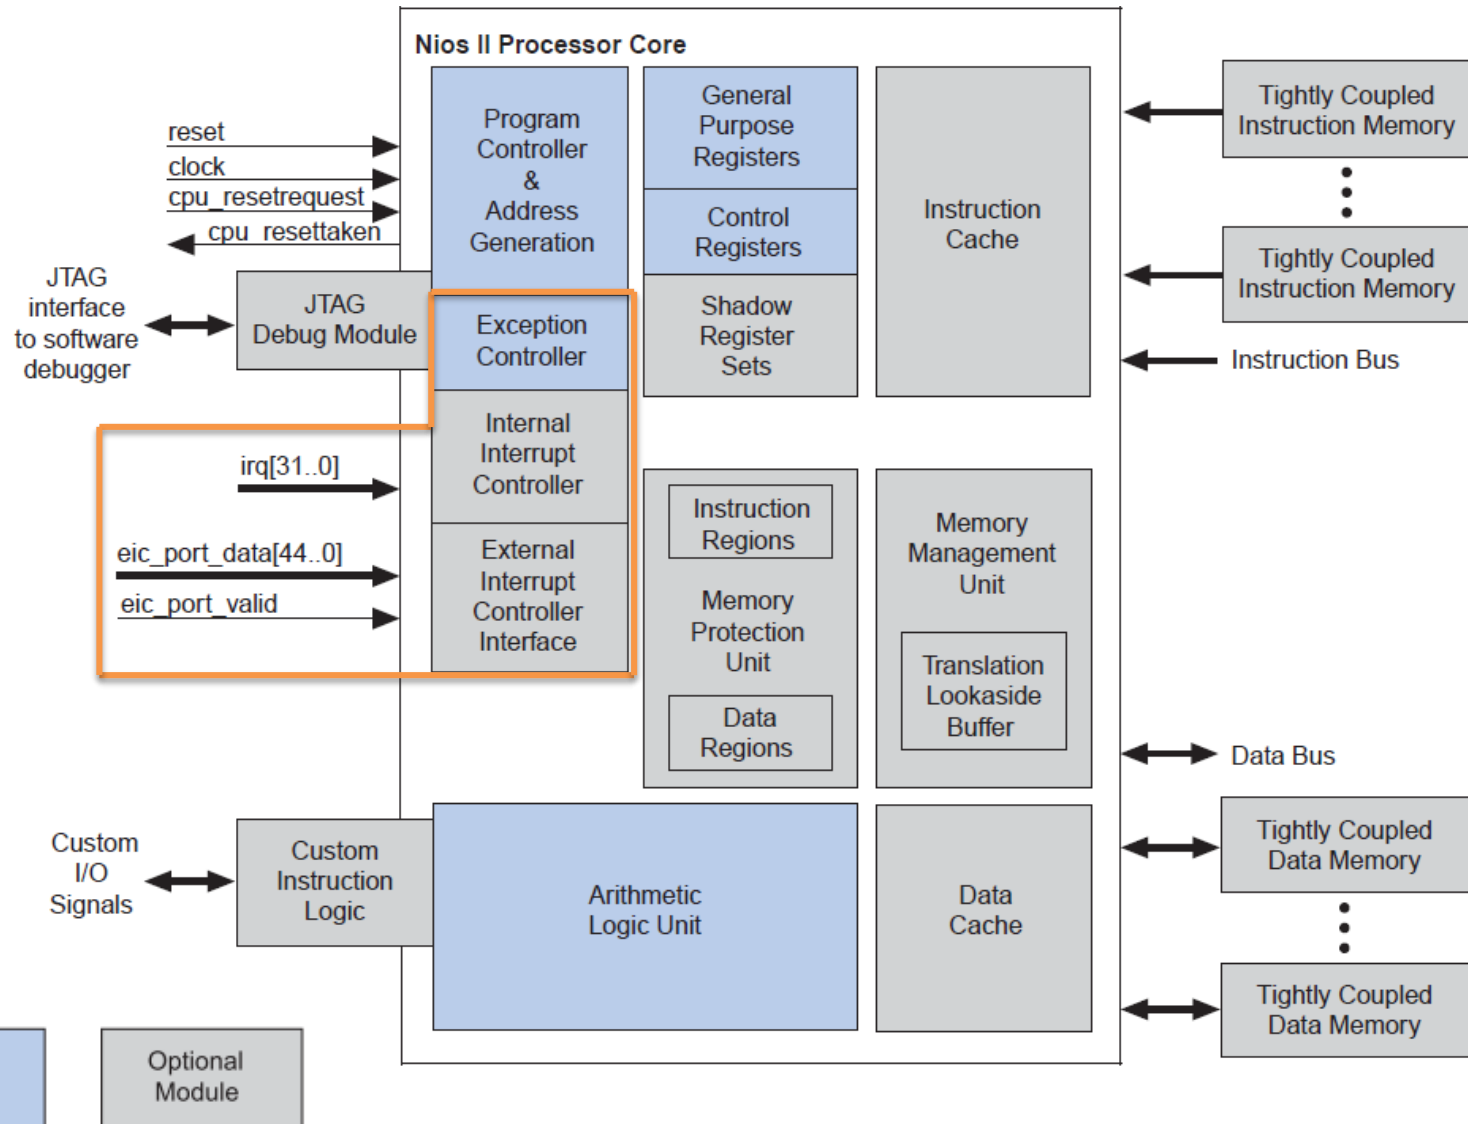 Nios II Processor Core
reset
clock
cpu_resetrequest
cpu_resettaken
JTAG
interface
to software
debugger
JTAG
Debug Module
irq[31..0]
eic_port_data[44..0]
eic_port_valid
Custom
I/O
Signals
Custom
Instruction
Logic
Program
Controller
&
Address
Generation
Exception
Controller
Internal
Interrupt
Controller
External
Interrupt
Controller
Interface
General
Purpose
Registers
Control
Registers
Shadow
Register
Sets
Instruction
Cache
Instruction
Regions
Memory
Protection
Unit
Data
Regions
Memory
Management
Unit
Translation
Lookaside
Buffer
Arithmetic
Logic Unit
Data
Cache
Tightly Coupled
Instruction Memory
Tightly Coupled
Instruction Memory
Instruction Bus
Data Bus
Tightly Coupled
Data Memory
Tightly Coupled
Data Memory
Optional
Module